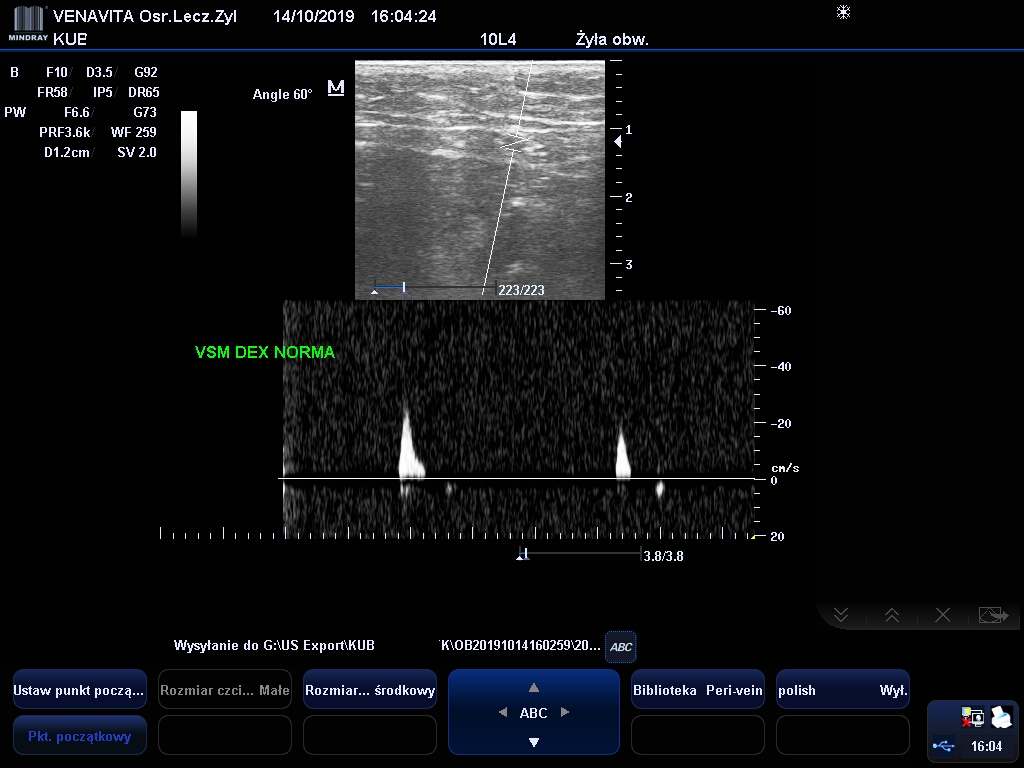 VENAVITA Osr.Lecz.Zyl 14/10/2019 16:04:24
MINDRAY KUB 10L4 Żyła obw.
B F10/ D3.5/ G92
FR58/ IP5/ DR65
PW F6.6/ G73
PRF3.6k/ WF 259
D1.2cm/ SV 2.0
Angle 60°
M
1
2
3
223/223
VSM DEX NORMA
-60
-40
-20
cm/s
0
20
3.8/3.8
Wysyłanie do G:\US Export\KUB K\OB20191014160259\20... ABC
Ustaw punkt począ... Rozmiar czci... Małe Rozmiar... środkowy ABC Biblioteka Peri-vein polish Wył.
Pkt. początkowy
16:04